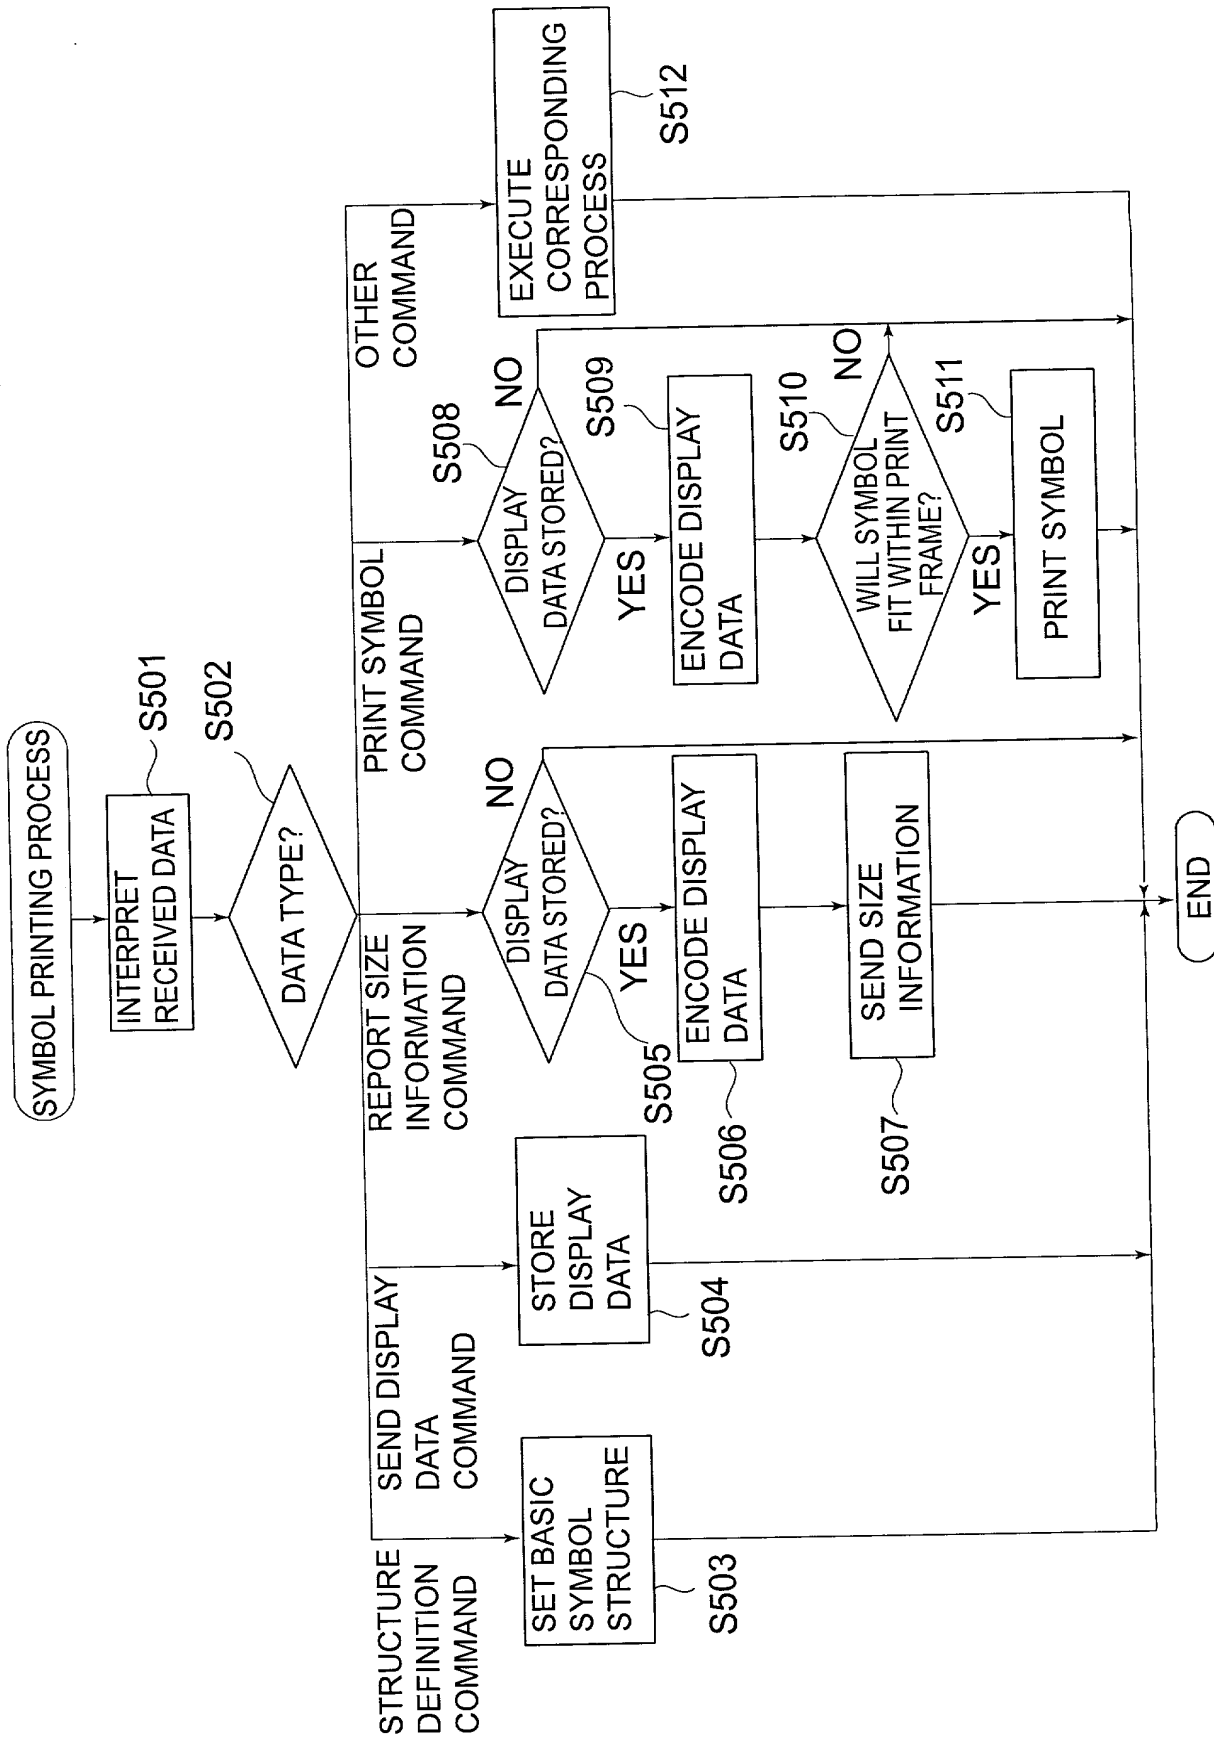 SYMBOL PRINTING PROCESS
INTERPRET
RECEIVED DATA
S501
DATA TYPE?
S502
STRUCTURE
DEFINITION
COMMAND
SET BASIC
SYMBOL
STRUCTURE
S503
SEND DISPLAY
DATA
COMMAND
STORE
DISPLAY
DATA
S504
REPORT SIZE
INFORMATION
COMMAND
DISPLAY
DATA STORED?
S505
NO
YES
ENCODE DISPLAY
DATA
S506
SEND SIZE
INFORMATION
S507
PRINT SYMBOL
COMMAND
DISPLAY
DATA STORED?
S508
NO
YES
ENCODE DISPLAY
DATA
S509
WILL SYMBOL
FIT WITHIN PRINT
FRAME?
S510
NO
YES
PRINT SYMBOL
S511
OTHER
COMMAND
EXECUTE
CORRESPONDING
PROCESS
S512
END